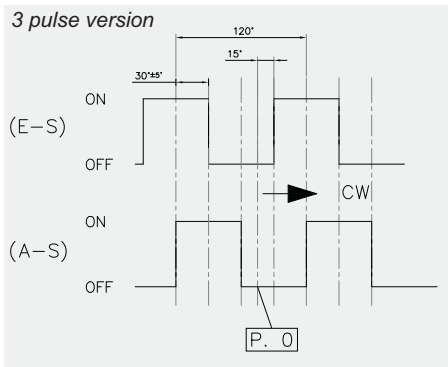 3 pulse version
120°
15°
30°±5°
ON
(E-S)
OFF
CW
ON
(A-S)
OFF
P. 0